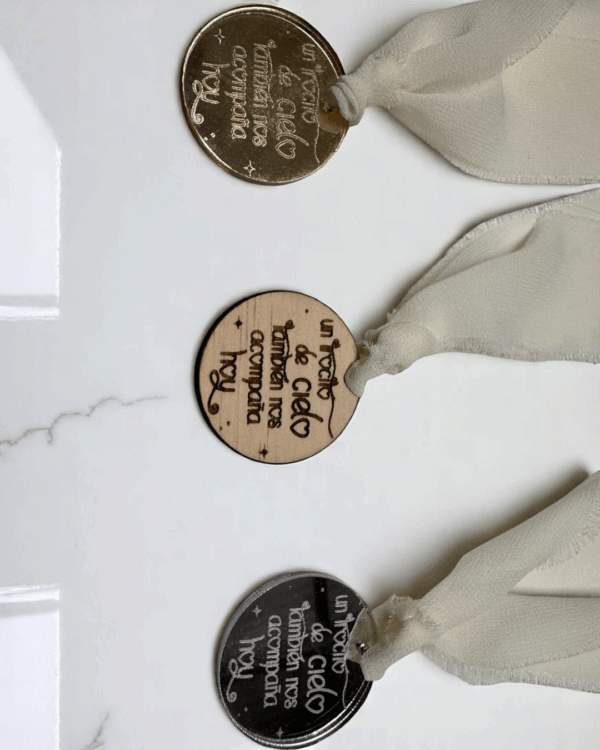 un trocito
de cielo
también nos
acompaña
hoy
un trocito
de cielo
también nos
acompaña
hoy
un trocito
de cielo
también nos
acompaña
hoy